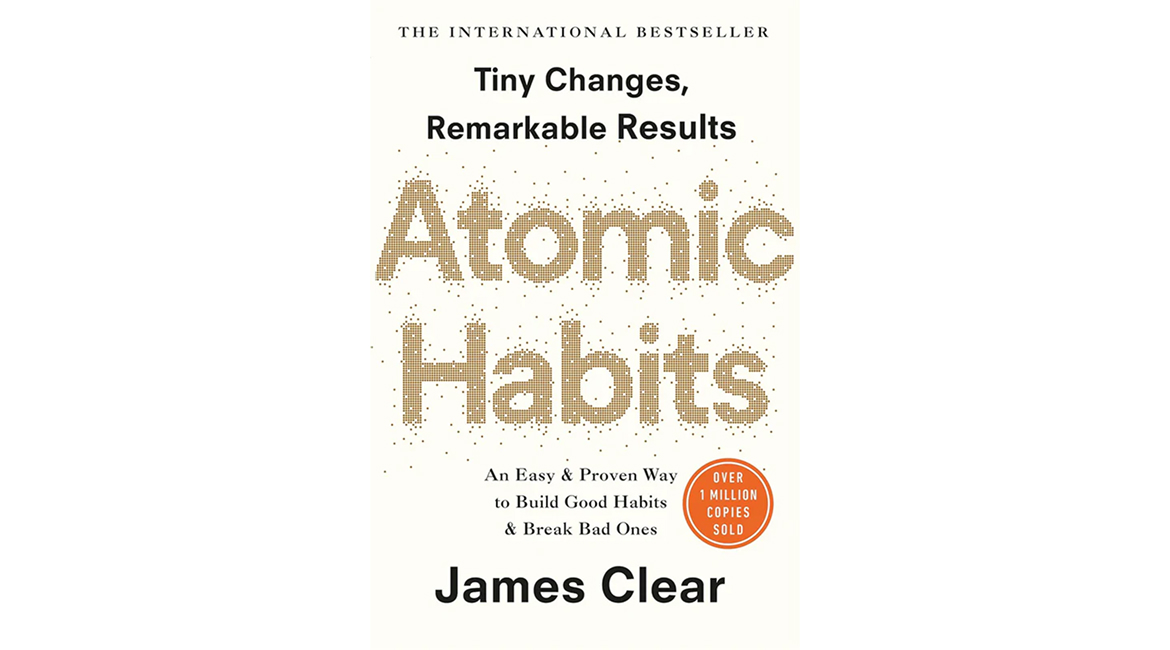 THE INTERNATIONAL BESTSELLER
Tiny Changes,
Remarkable Results
Atomic
Habits
An Easy & Proven Way
to Build Good Habits
& Break Bad Ones
OVER
1 MILLION
COPIES
SOLD
James Clear